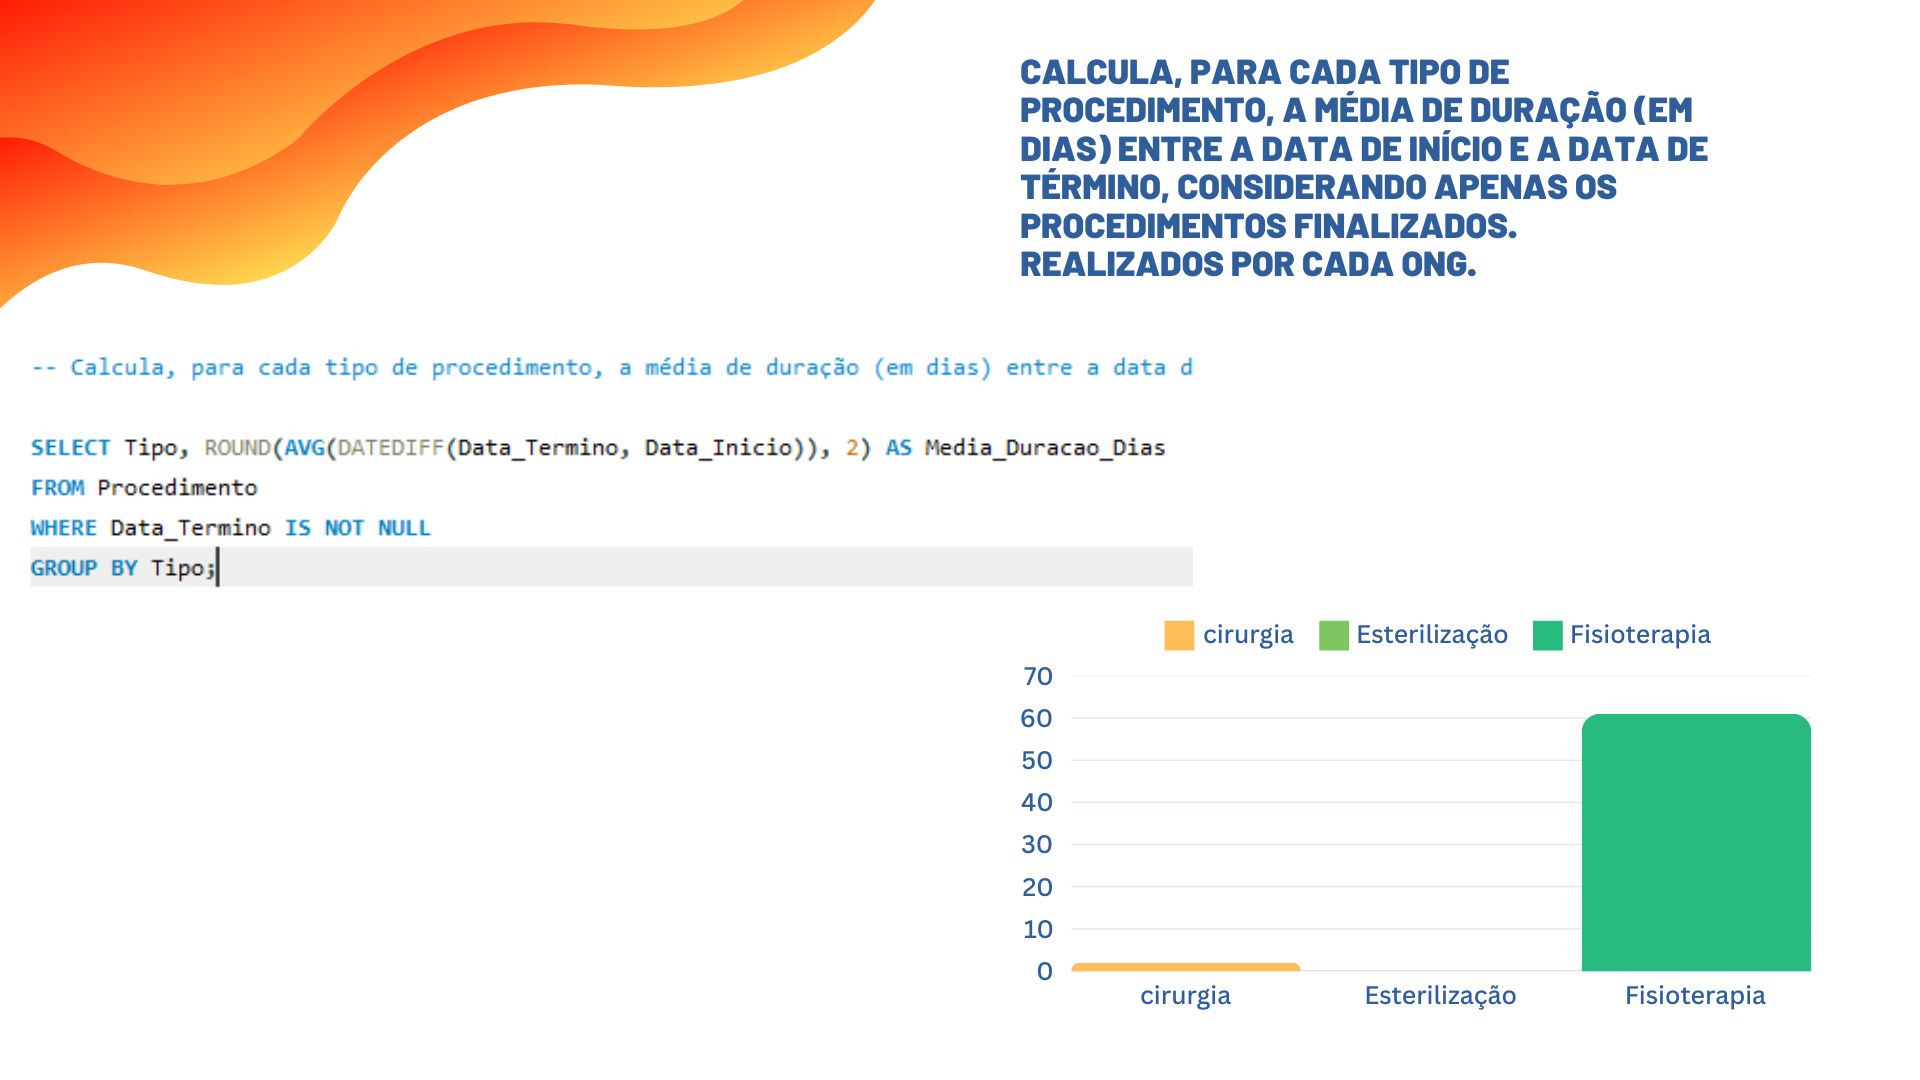 CALCULA, PARA CADA TIPO DE
PROCEDIMENTO, A MÉDIA DE DURAÇÃO (EM
DIAS) ENTRE A DATA DE INÍCIO E A DATA DE
TÉRMINO, CONSIDERANDO APENAS OS
PROCEDIMENTOS FINALIZADOS.
REALIZADOS POR CADA ONG.
-- Calcula, para cada tipo de procedimento, a média de duração (em dias) entre a data d
SELECT Tipo, ROUND(AVG(DATEDIFF(Data_Termino, Data_Inicio)), 2) AS Media_Duracao_Dias
FROM Procedimento
WHERE Data_Termino IS NOT NULL
GROUP BY Tipo;
cirurgia Esterilização Fisioterapia
70
60
50
40
30
20
10
0
cirurgia Esterilização Fisioterapia